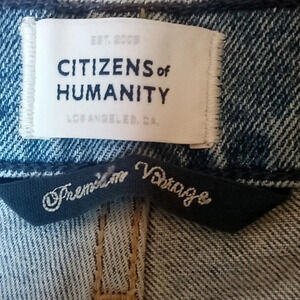 EST. 2003
CITIZENS of
HUMANITY
LOS ANGELES, CA.
Premium Vintage